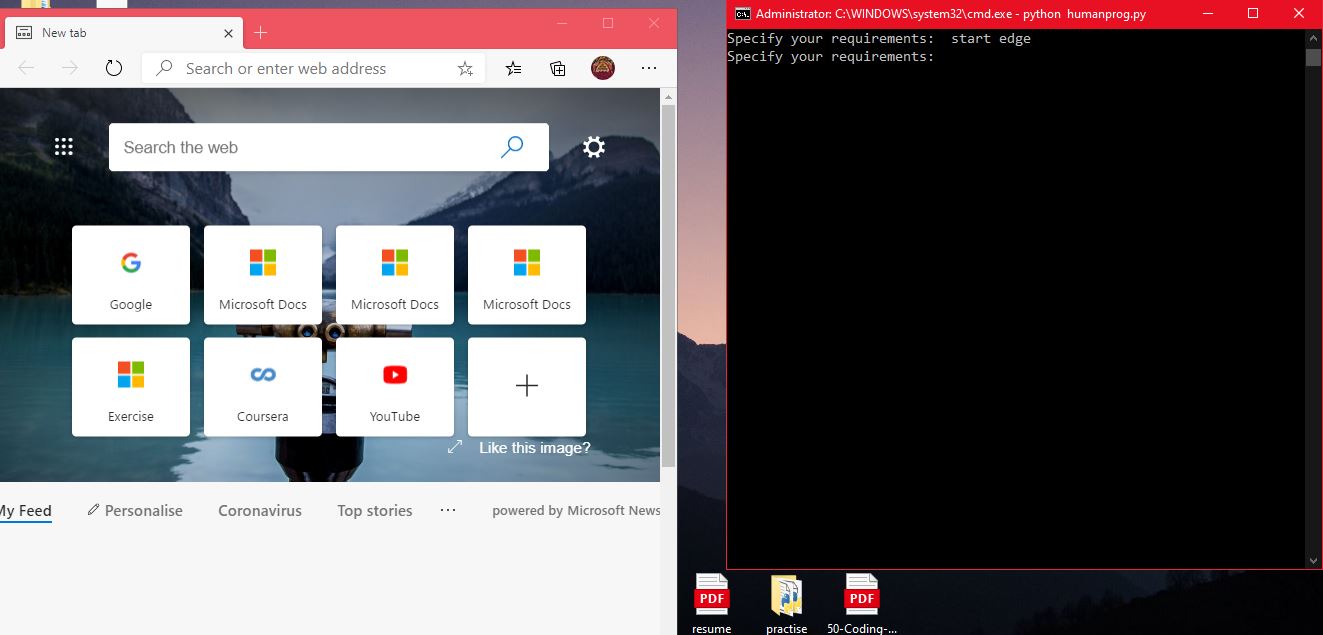 New tab
Search or enter web address
Search the web
Google
Microsoft Docs
Microsoft Docs
Microsoft Docs
Exercise
Coursera
YouTube
Like this image?
My Feed
Personalise
Coronavirus
Top stories
...
powered by Microsoft News
Administrator: C:\WINDOWS\system32\cmd.exe - python  humanprog.py
Specify your requirements:  start edge
Specify your requirements:
PDF
resume
practise
PDF
50-Coding-...